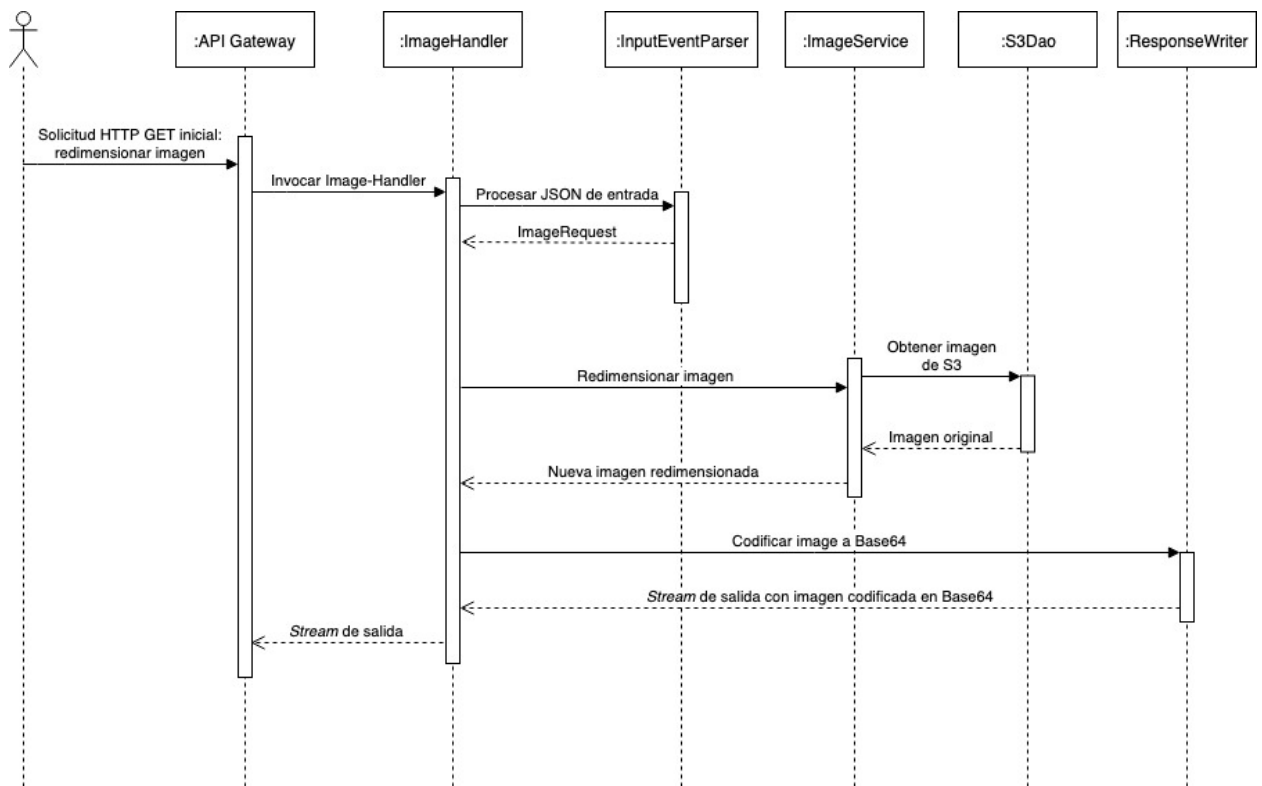 :API Gateway
:ImageHandler
:InputEventParser
:ImageService
:S3Dao
:ResponseWriter
Solicitud HTTP GET inicial:
redimensionar imagen
Invocar Image-Handler
Procesar JSON de entrada
ImageRequest
Obtener imagen
de S3
Redimensionar imagen
Imagen original
Nueva imagen redimensionada
Codificar image a Base64
Stream de salida con imagen codificada en Base64
Stream de salida